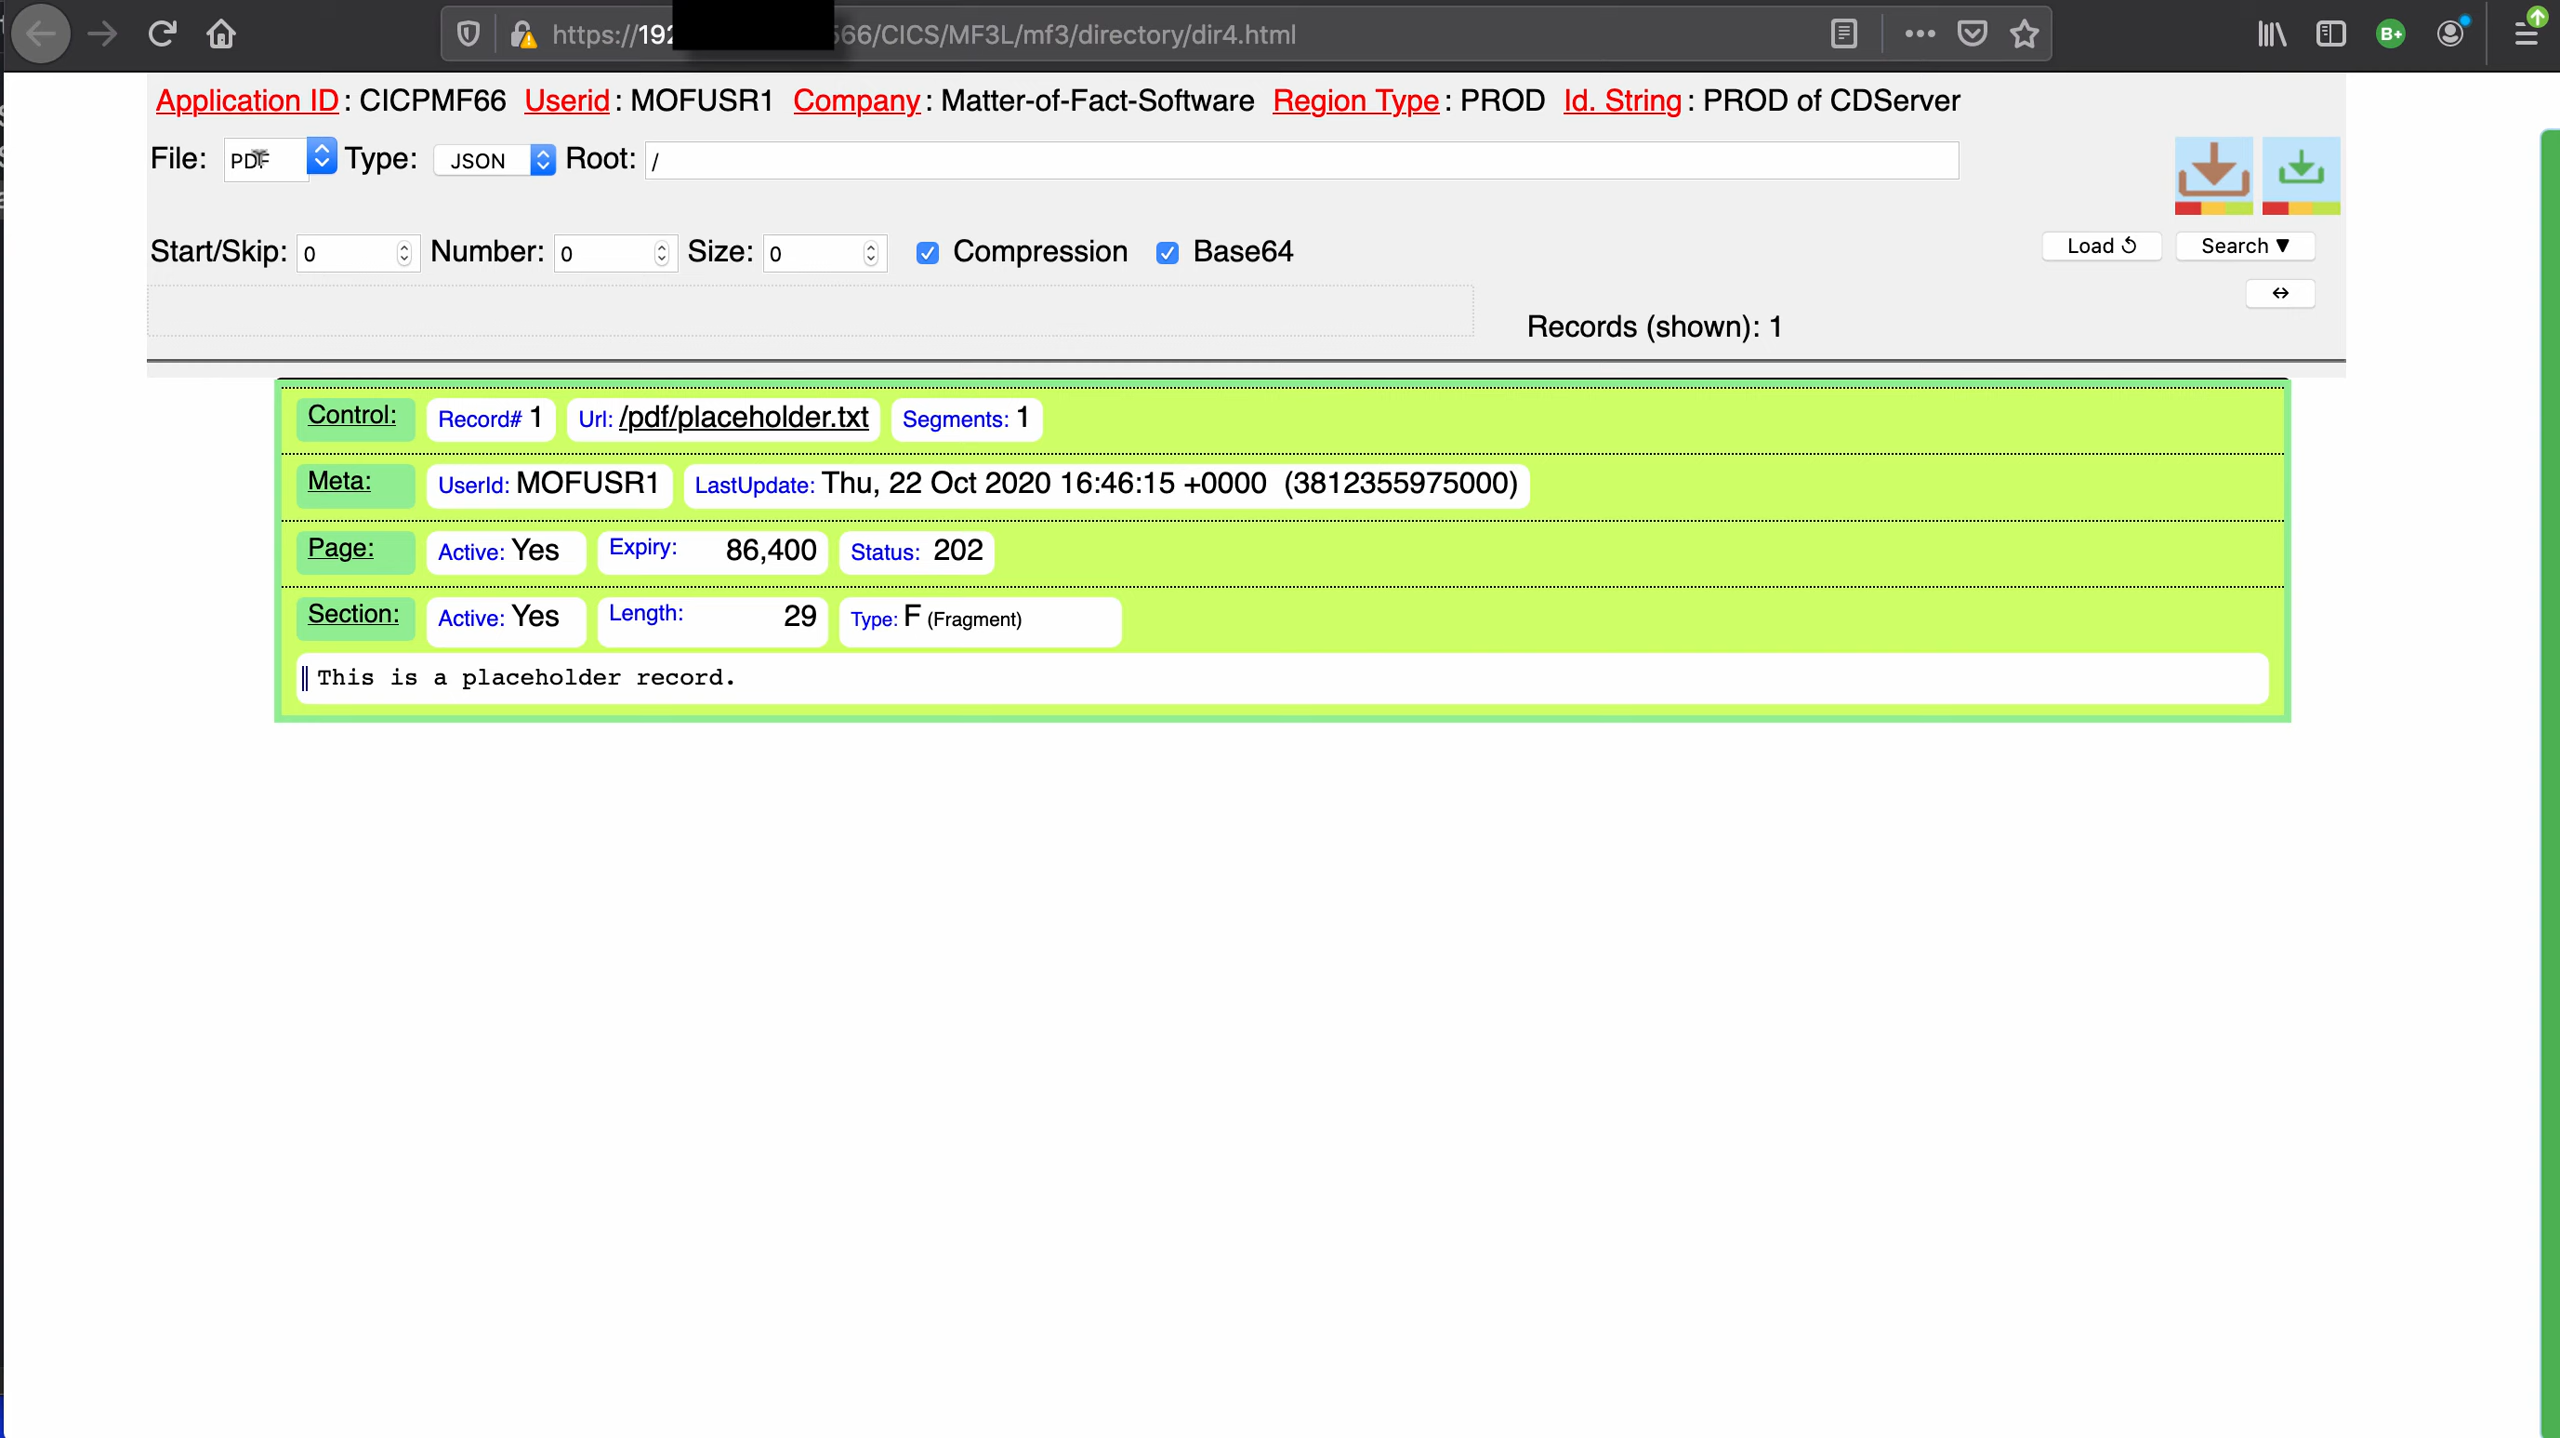 https://192 566/CICS/MF3L/mf3/directory/dir4.html
B+
Application ID: CICPMF66 Userid: MOFUSR1 Company: Matter-of-Fact-Software Region Type: PROD Id. String: PROD of CDServer
File: PDF Type: JSON Root: /
Start/Skip: 0 Number: 0 Size: 0 Compression Base64 Load ↺ Search ▼
↔
Records (shown): 1
Control: Record# 1 Url: /pdf/placeholder.txt Segments: 1
Meta: UserId: MOFUSR1 LastUpdate: Thu, 22 Oct 2020 16:46:15 +0000 (3812355975000)
Page: Active: Yes Expiry: 86,400 Status: 202
Section: Active: Yes Length: 29 Type: F (Fragment)
This is a placeholder record.